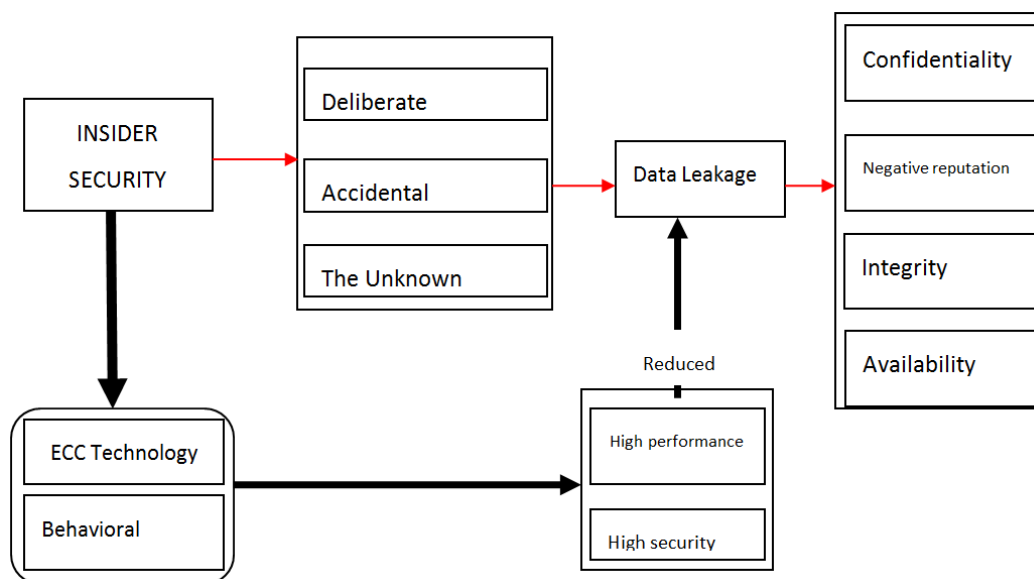 INSIDER
SECURITY
Deliberate
Accidental
The Unknown
Data Leakage
Confidentiality
Negative reputation
Integrity
Availability
Reduced
ECC Technology
Behavioral
High performance
High security